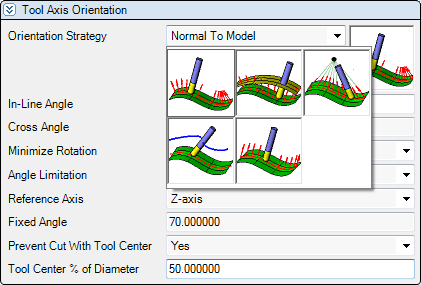 Tool Axis Orientation
Orientation Strategy Normal To Model
In-Line Angle
Cross Angle
Minimize Rotation
Angle Limitation
Reference Axis Z-axis
Fixed Angle 70.000000
Prevent Cut With Tool Center Yes
Tool Center % of Diameter 50.000000